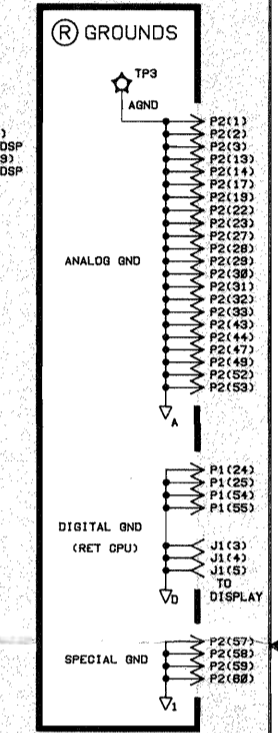 Ⓡ GROUNDS
TP3
AGND
)
DSP
9)
DSP
P2(1)
P2(2)
P2(3)
P2(13)
P2(14)
P2(17)
P2(19)
P2(22)
P2(23)
P2(27)
P2(28)
P2(29)
P2(30)
P2(31)
P2(32)
P2(33)
P2(43)
P2(44)
P2(47)
P2(49)
P2(52)
P2(53)
ANALOG GND
A
P1(24)
P1(25)
P1(54)
P1(55)
DIGITAL GND
(RET CPU)
J1(3)
J1(4)
J1(5)
TO
DISPLAY
D
P2(57)
P2(58)
P2(59)
P2(60)
SPECIAL GND
1